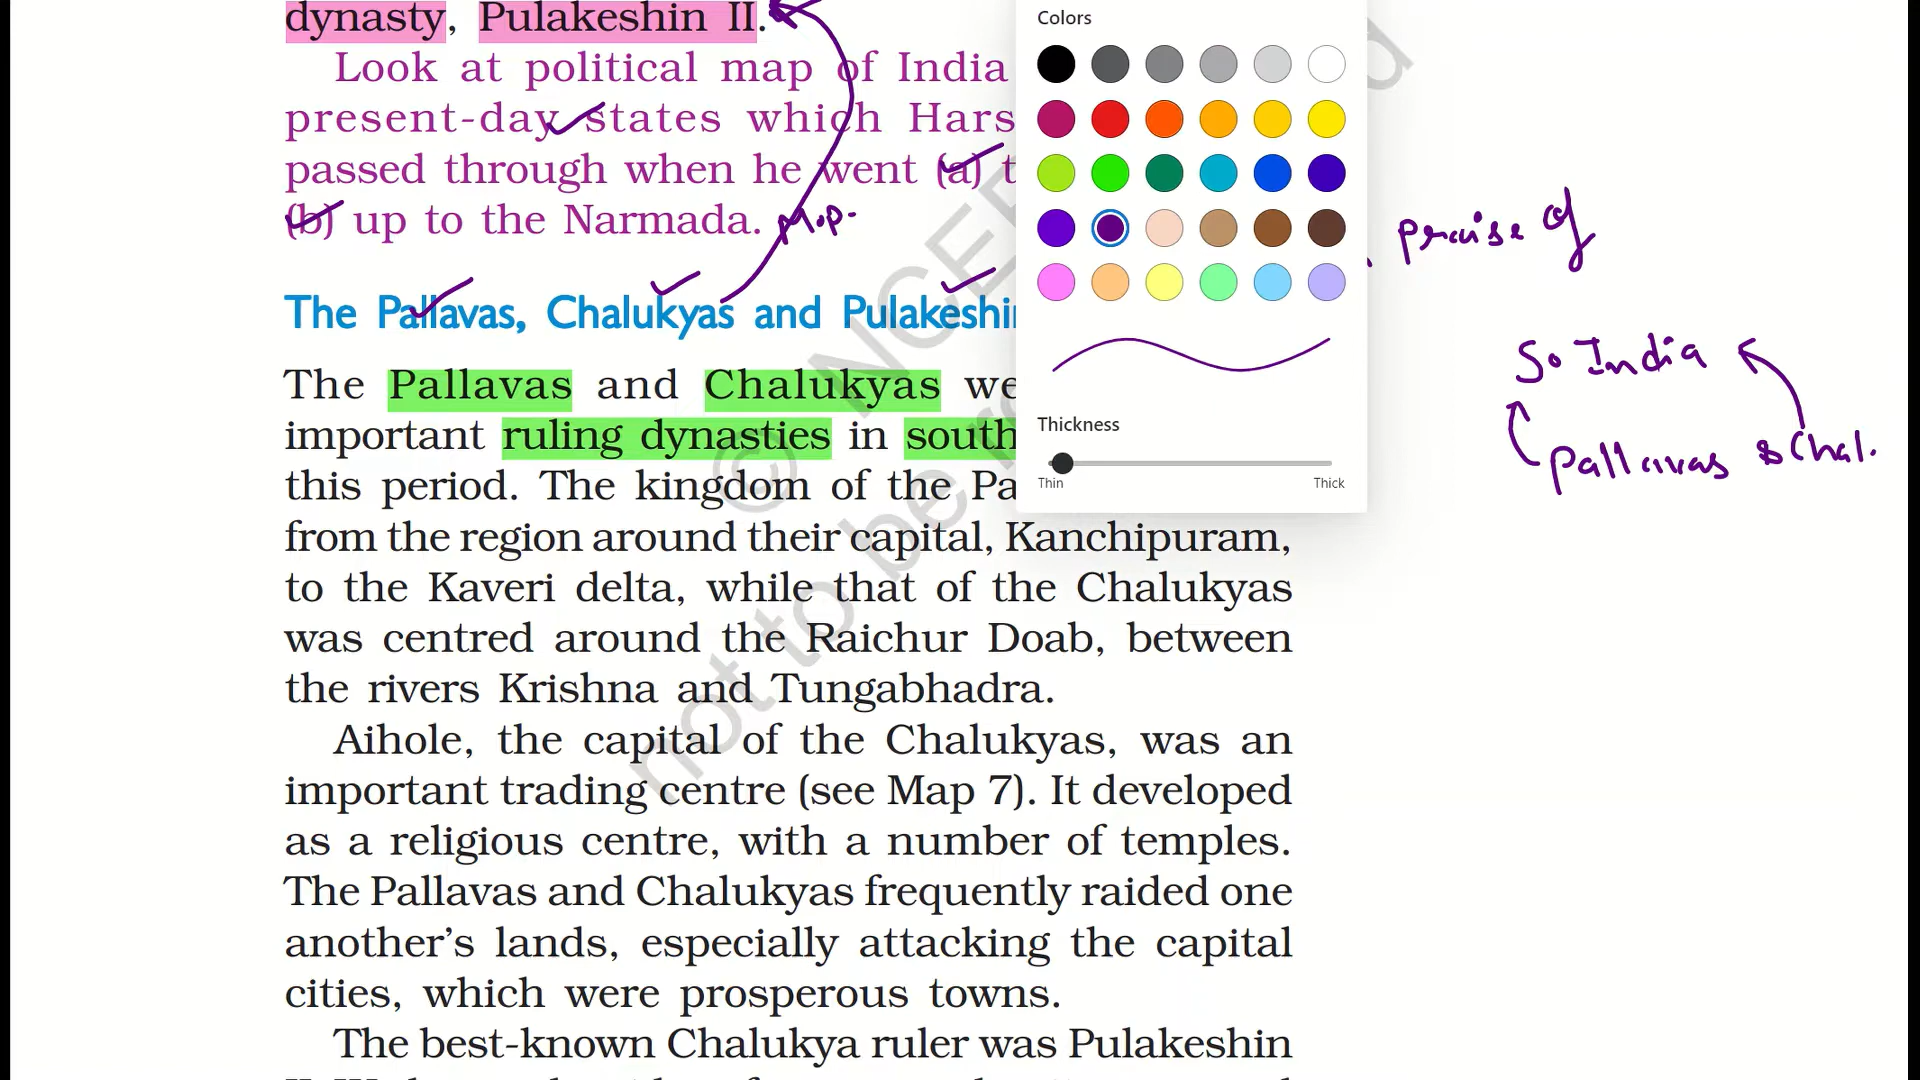 dynasty, Pulakeshin II.
Look at political map of India
present-day states which Hars
passed through when he went (a) t
(b) up to the Narmada. Map.
The Pallavas, Chalukyas and Pulakeshi
The Pallavas and Chalukyas we
important ruling dynasties in south
this period. The kingdom of the Pa
from the region around their capital, Kanchipuram,
to the Kaveri delta, while that of the Chalukyas
was centred around the Raichur Doab, between
the rivers Krishna and Tungabhadra.
Aihole, the capital of the Chalukyas, was an
important trading centre (see Map 7). It developed
as a religious centre, with a number of temples.
The Pallavas and Chalukyas frequently raided one
another’s lands, especially attacking the capital
cities, which were prosperous towns.
The best-known Chalukya ruler was Pulakeshin
Colors
Thickness
Thin Thick
praise of
So India
Pallavas & Chal.
© NCE
not to be re
d